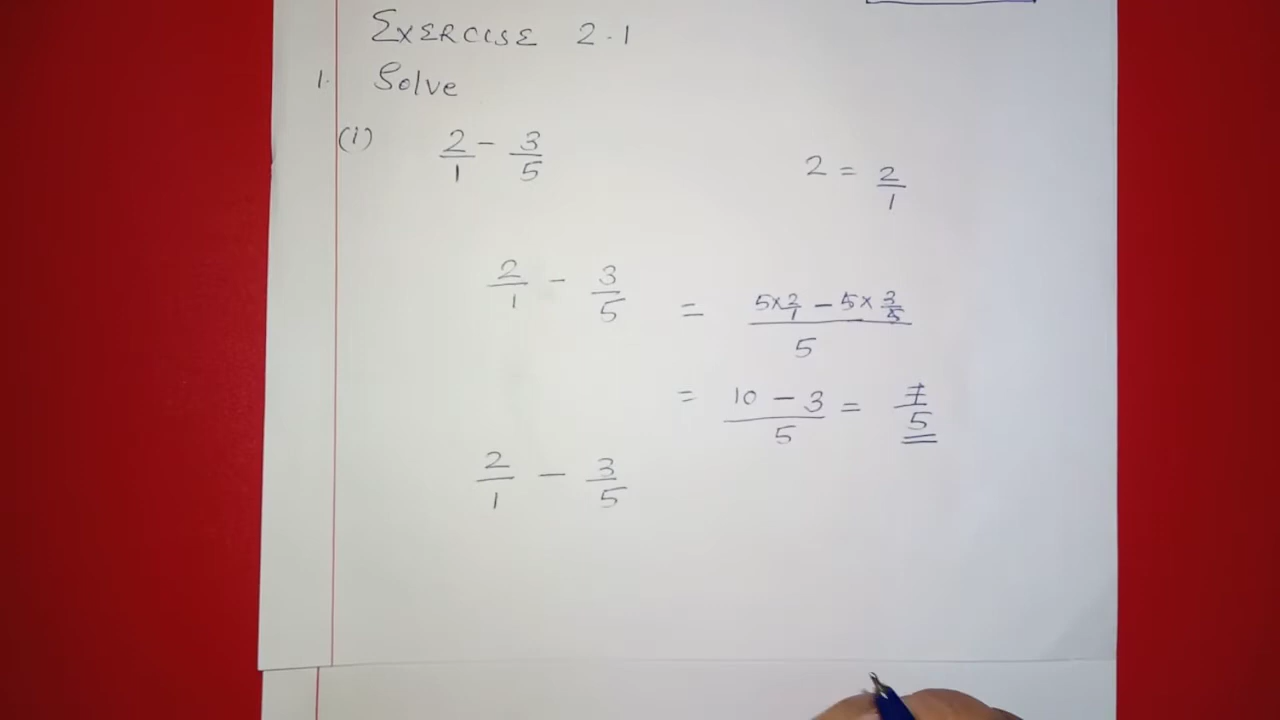 EXERCISE 2.1
1. Solve
(i) 2/1 - 3/5
2 = 2/1
2/1 - 3/5 = (5×2/1 - 5×3/5)/5
= (10 - 3)/5 = 7/5
2/1 - 3/5